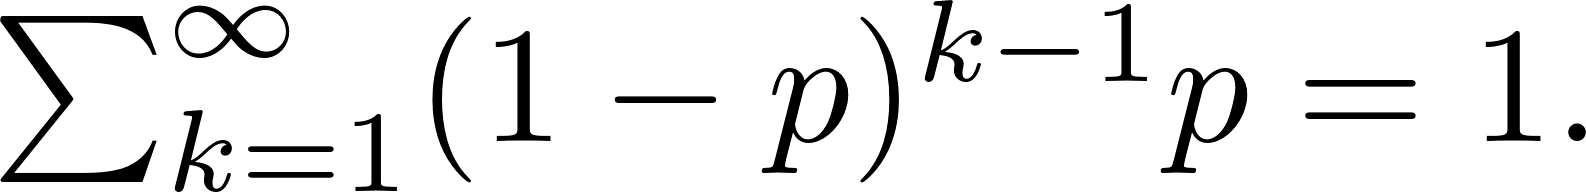 ∑_{k=1}^{∞} (1 − p)^{k−1} p = 1.